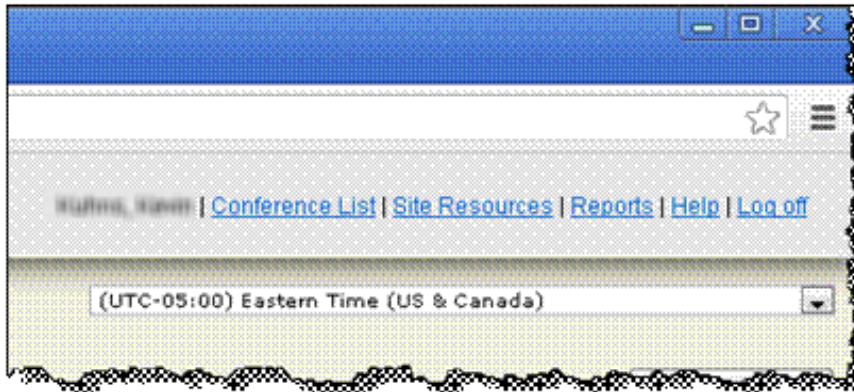 | Conference List | Site Resources | Reports | Help | Log off
(UTC-05:00) Eastern Time (US & Canada)